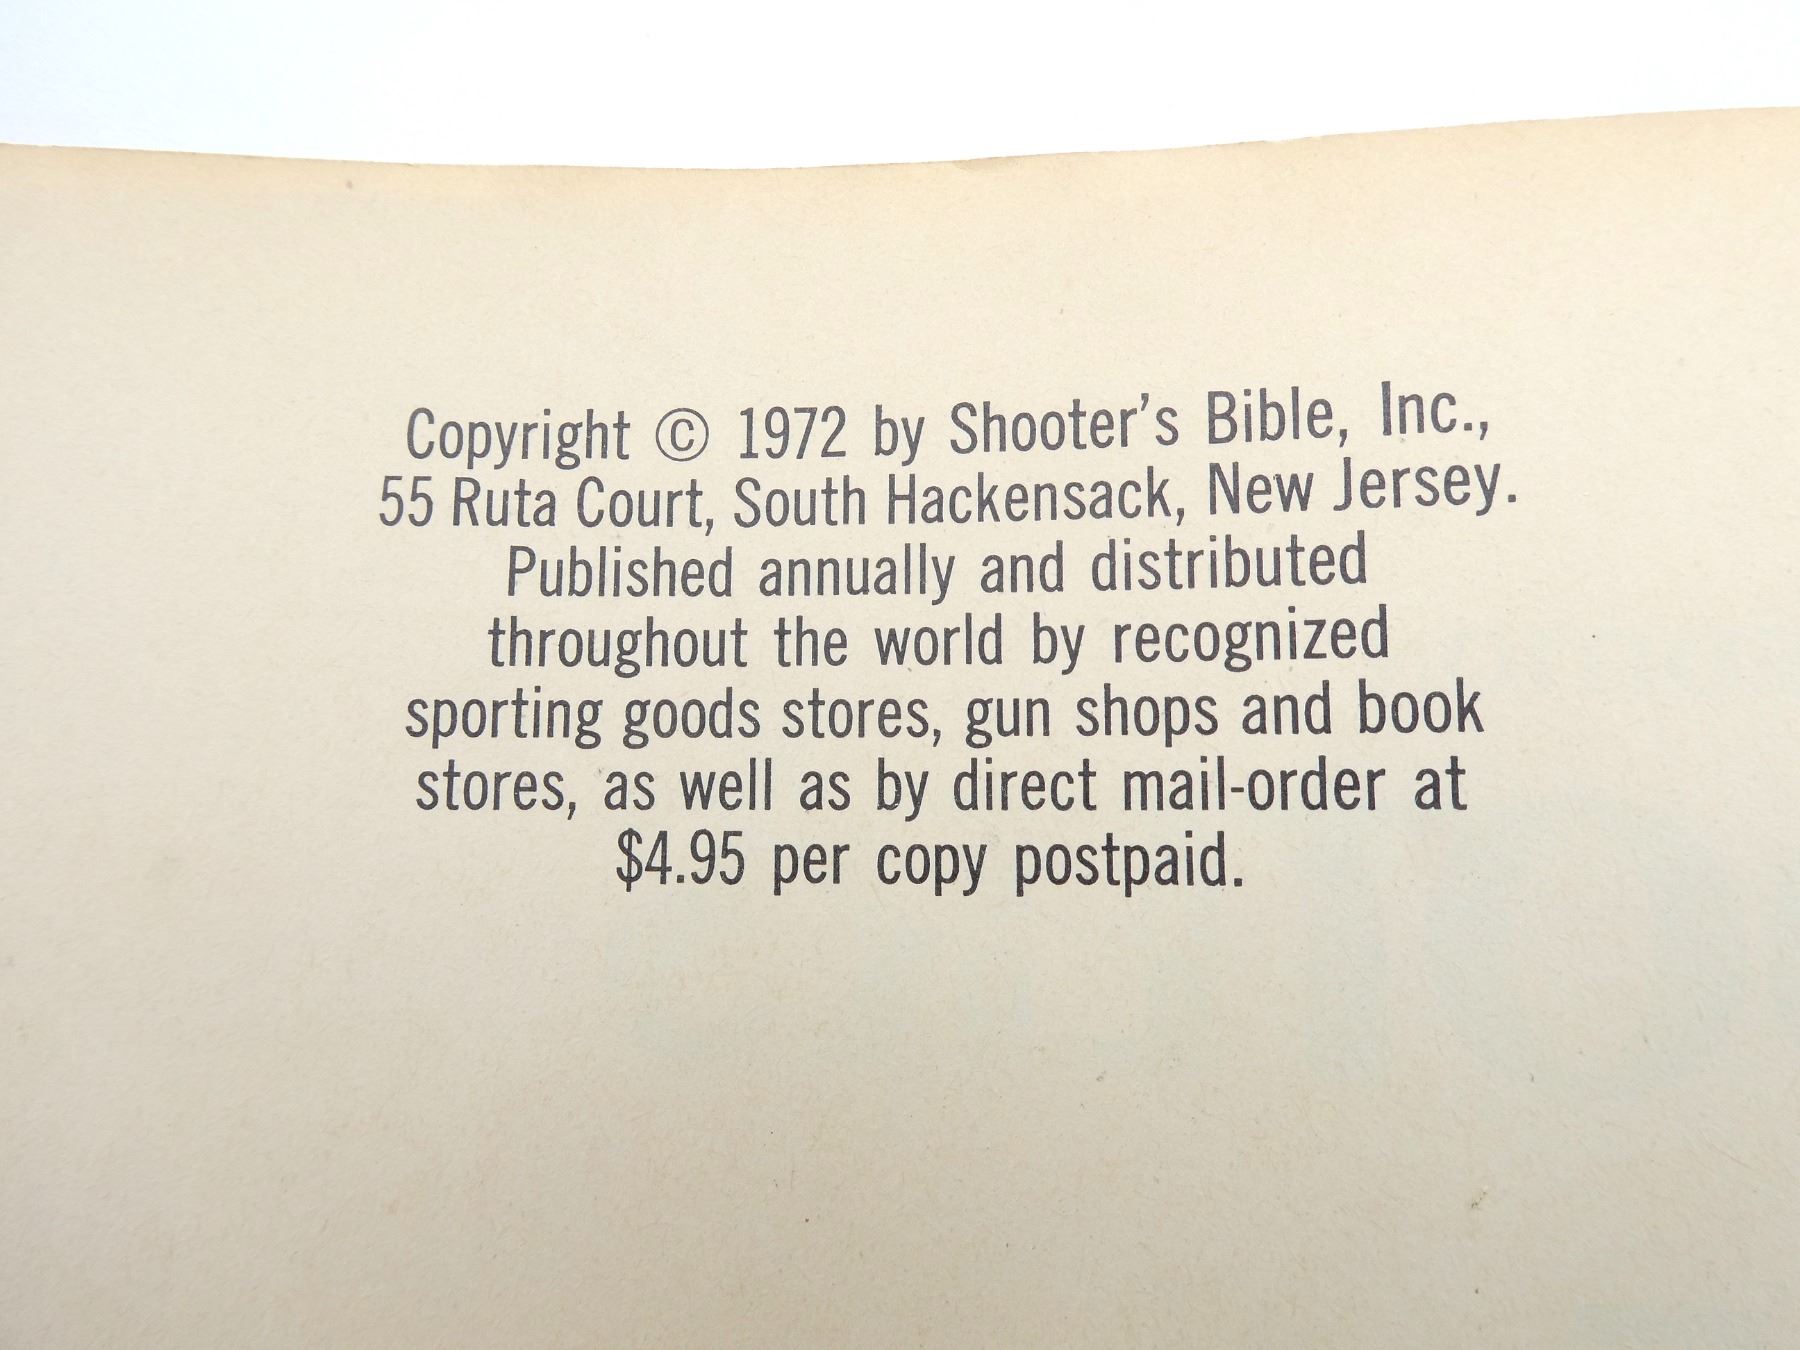 Copyright © 1972 by Shooter's Bible, Inc.,
55 Ruta Court, South Hackensack, New Jersey.
Published annually and distributed
throughout the world by recognized
sporting goods stores, gun shops and book
stores, as well as by direct mail-order at
$4.95 per copy postpaid.